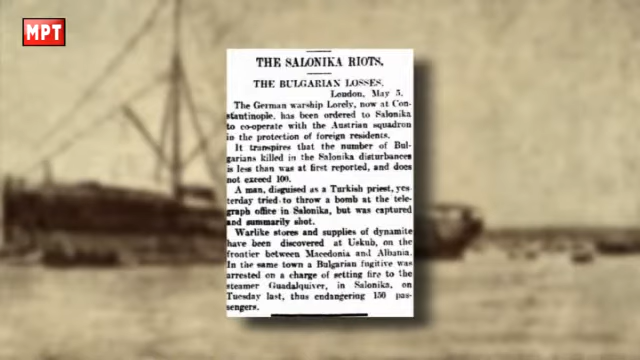 МРТ
THE SALONIKA RIOTS.
THE BULGARIAN LOSSES.
London, May 5.
The German warship Lorely, now at Con-
stantinople, has been ordered to Salonika
to co-operate with the Austrian squadron
in the protection of foreign residents.
It transpires that the number of Bul-
garians killed in the Salonika disturbances
is less than was at first reported, and does
not exceed 100.
A man, disguised as a Turkish priest, yes-
terday tried to throw a bomb at the tele-
graph office in Salonika, but was captured
and summarily shot.
Warlike stores and supplies of dynamite
have been discovered at Uskub, on the
frontier between Macedonia and Albania.
In the same town a Bulgarian fugitive was
arrested on a charge of setting fire to the
steamer Guadalquiver, in Salonika, on
Tuesday last, thus endangering 150 pas-
sengers.